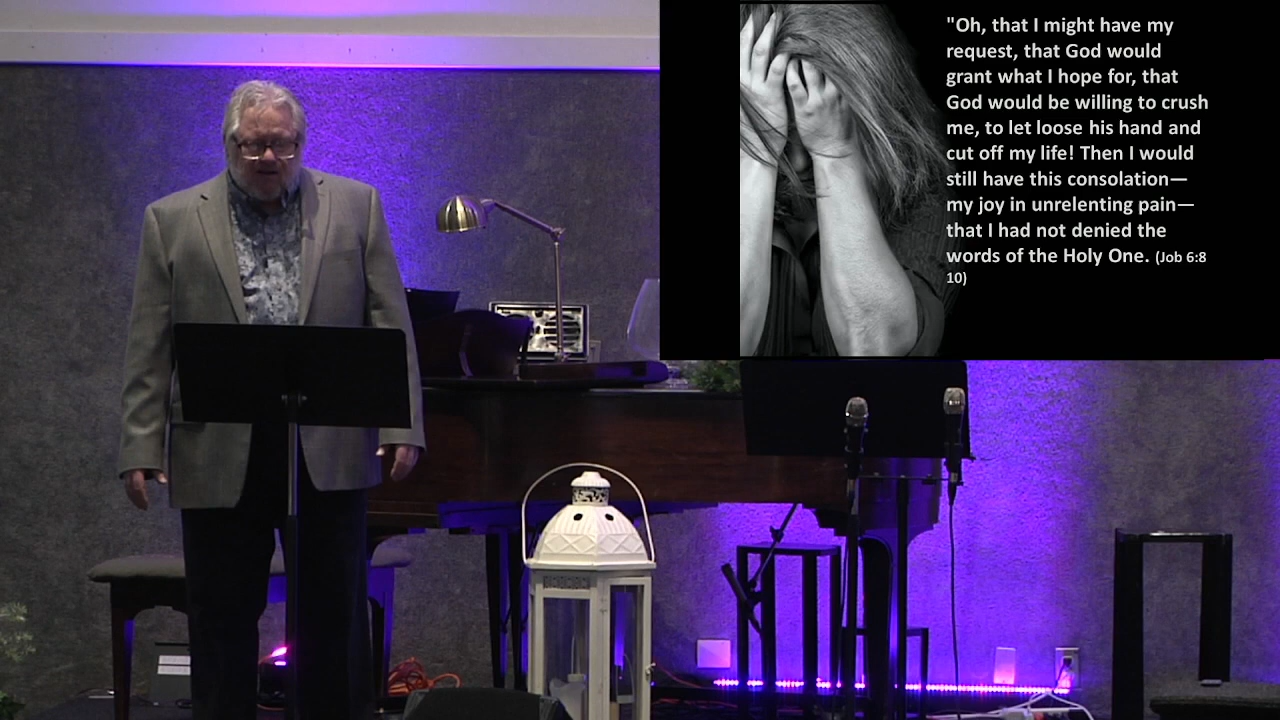 "Oh, that I might have my
request, that God would
grant what I hope for, that
God would be willing to crush
me, to let loose his hand and
cut off my life! Then I would
still have this consolation—
my joy in unrelenting pain—
that I had not denied the
words of the Holy One. (Job 6:8
10)